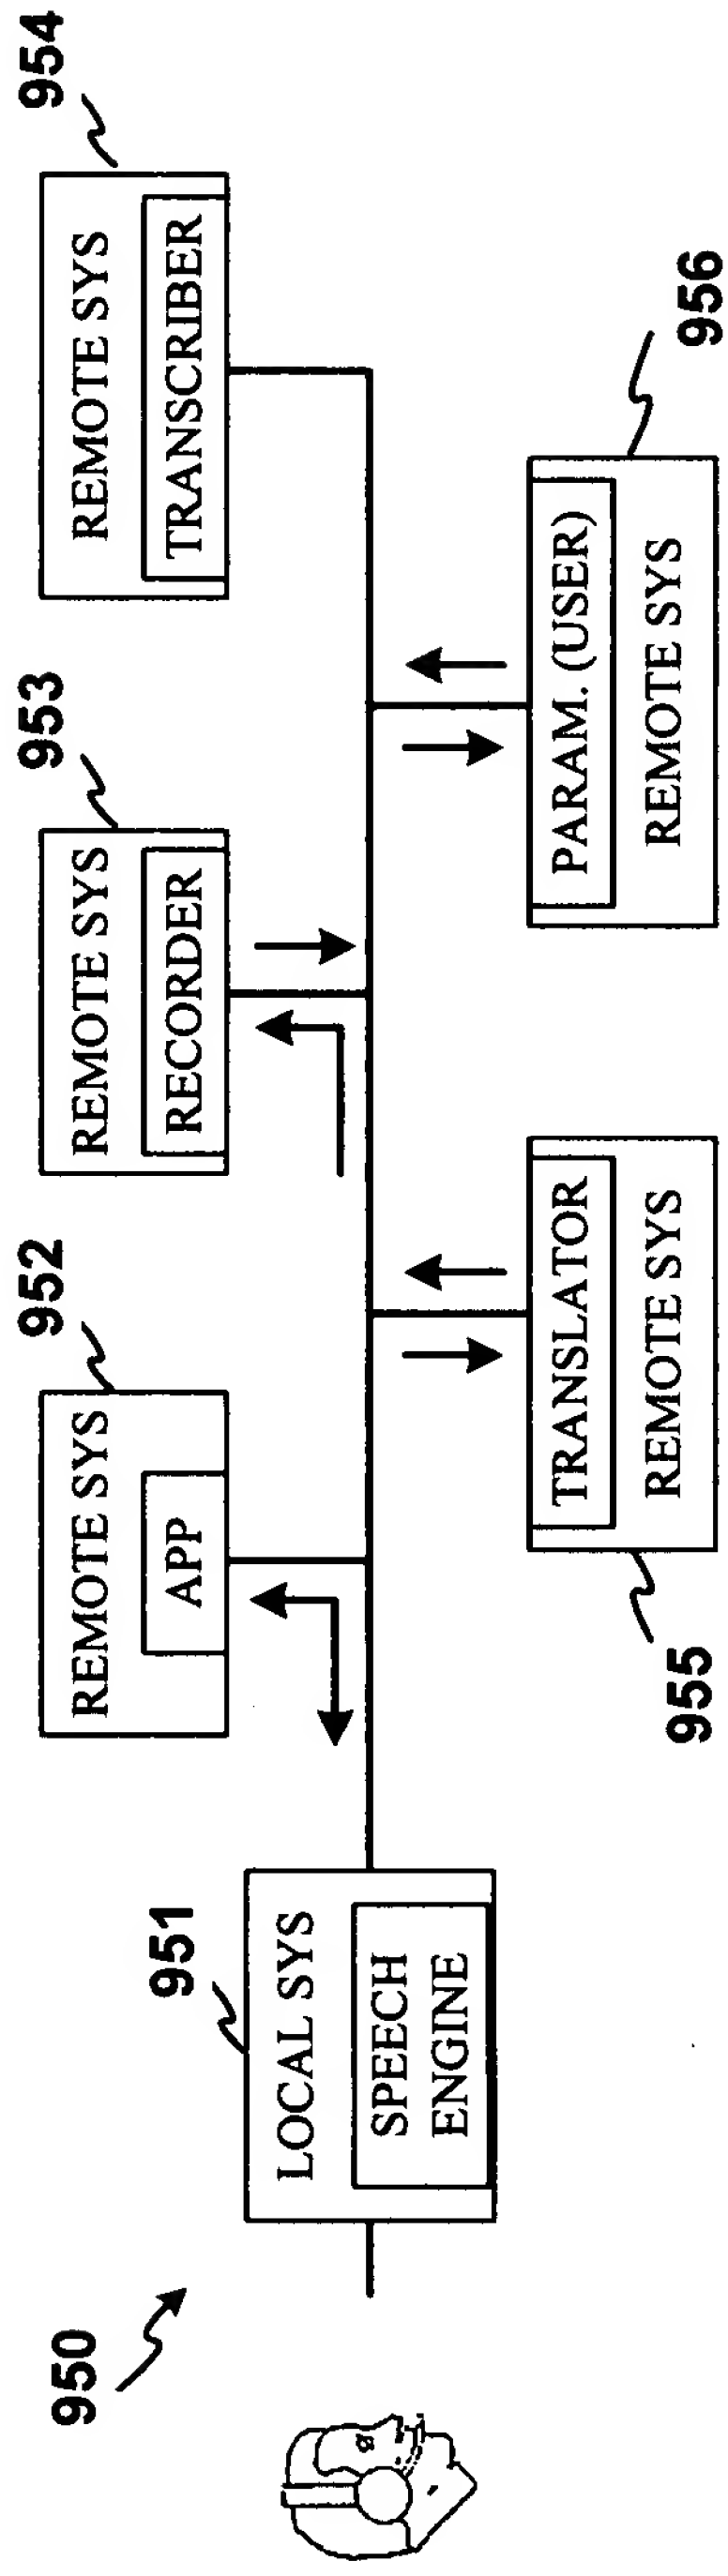 950
951
LOCAL SYS
SPEECH
ENGINE
952
REMOTE SYS
APP
953
REMOTE SYS
RECORDER
954
REMOTE SYS
TRANSCRIBER
955
TRANSLATOR
REMOTE SYS
956
PARAM. (USER)
REMOTE SYS